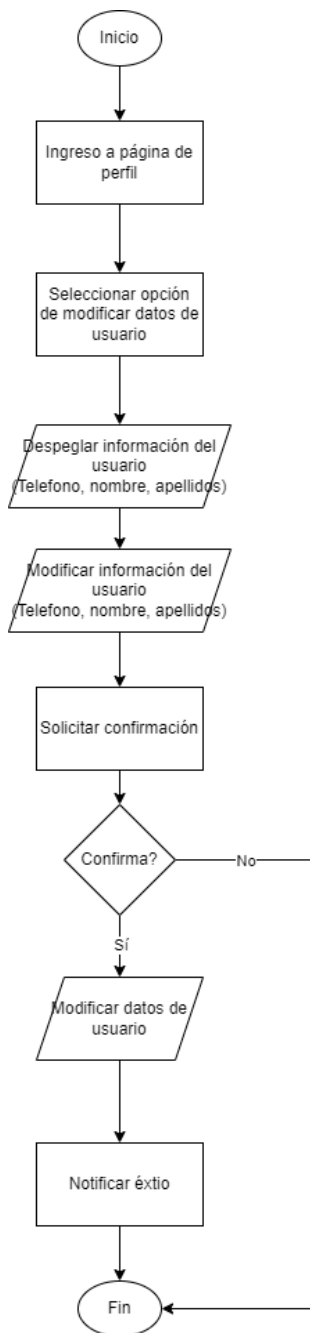 Inicio
Ingreso a página de
perfil
Seleccionar opción
de modificar datos de
usuario
Despeglar información del
usuario
(Telefono, nombre, apellidos)
Modificar información del
usuario
(Telefono, nombre, apellidos)
Solicitar confirmación
Confirma?
No
Sí
Modificar datos de
usuario
Notificar éxtio
Fin